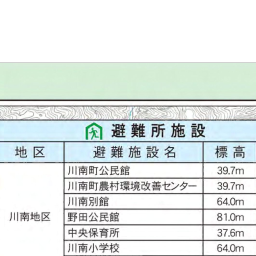 避難所施設
地区 避難施設名 標高
川南町公民館 39.7m
川南町農村環境改善センター 39.7m
川南地区 川南別館 64.0m
野田公民館 81.0m
中央保育所 37.6m
川南小学校 64.0m